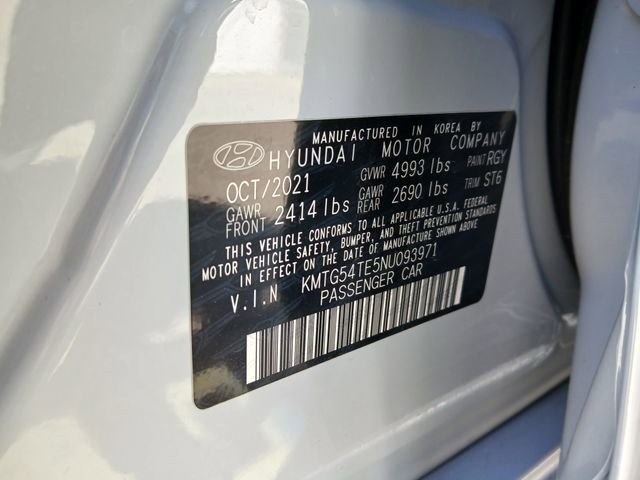 MANUFACTURED IN KOREA BY
HYUNDAI MOTOR COMPANY
OCT/2021 GVWR 4993 lbs PAINT RGY
GAWR FRONT 2414 lbs GAWR REAR 2690 lbs TRIM ST6
THIS VEHICLE CONFORMS TO ALL APPLICABLE U.S.A. FEDERAL
MOTOR VEHICLE SAFETY, BUMPER, AND THEFT PREVENTION STANDARDS
IN EFFECT ON THE DATE OF MANUFACTURE SHOWN ABOVE.
V.I.N KMTG54TE5NU093971
PASSENGER CAR